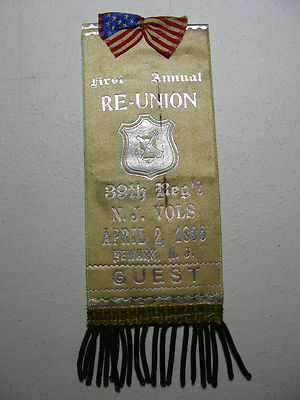 First Annual
RE-UNION
39th Reg't
N. J. VOLS
APRIL 2, 1895
NEWARK, N. J.
GUEST